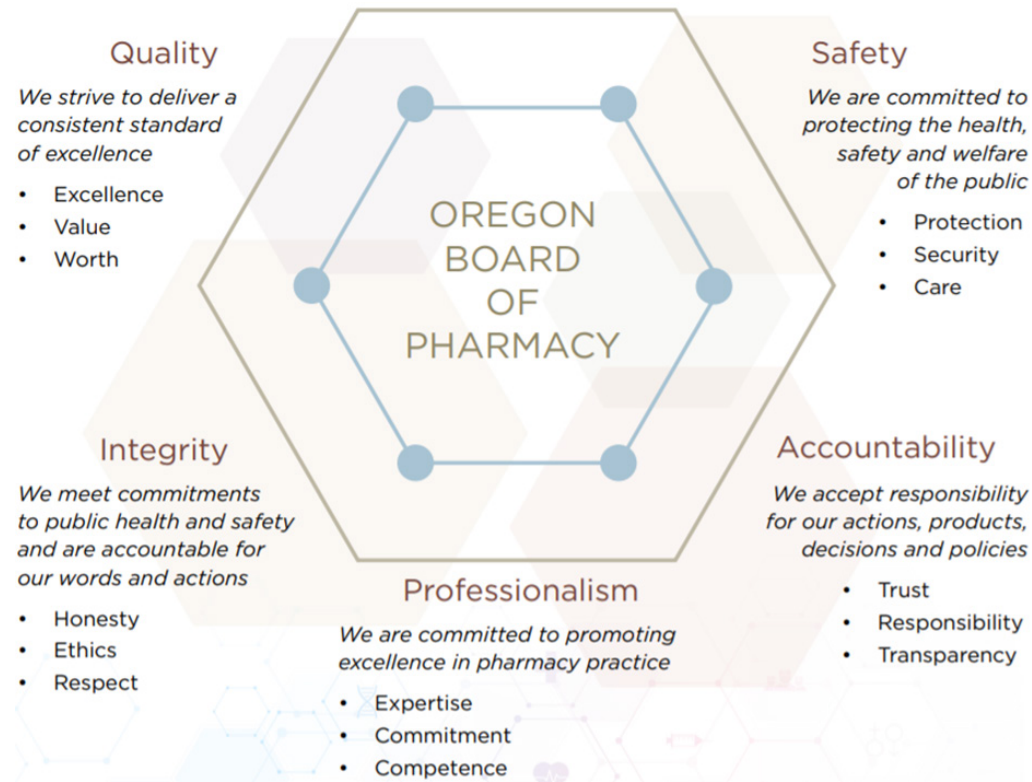 Quality
We strive to deliver a
consistent standard
of excellence
• Excellence
• Value
• Worth
Safety
We are committed to
protecting the health,
safety and welfare
of the public
• Protection
• Security
• Care
OREGON
BOARD
OF
PHARMACY
Integrity
We meet commitments
to public health and safety
and are accountable for
our words and actions
• Honesty
• Ethics
• Respect
Professionalism
We are committed to promoting
excellence in pharmacy practice
• Expertise
• Commitment
• Competence
Accountability
We accept responsibility
for our actions, products,
decisions and policies
• Trust
• Responsibility
• Transparency